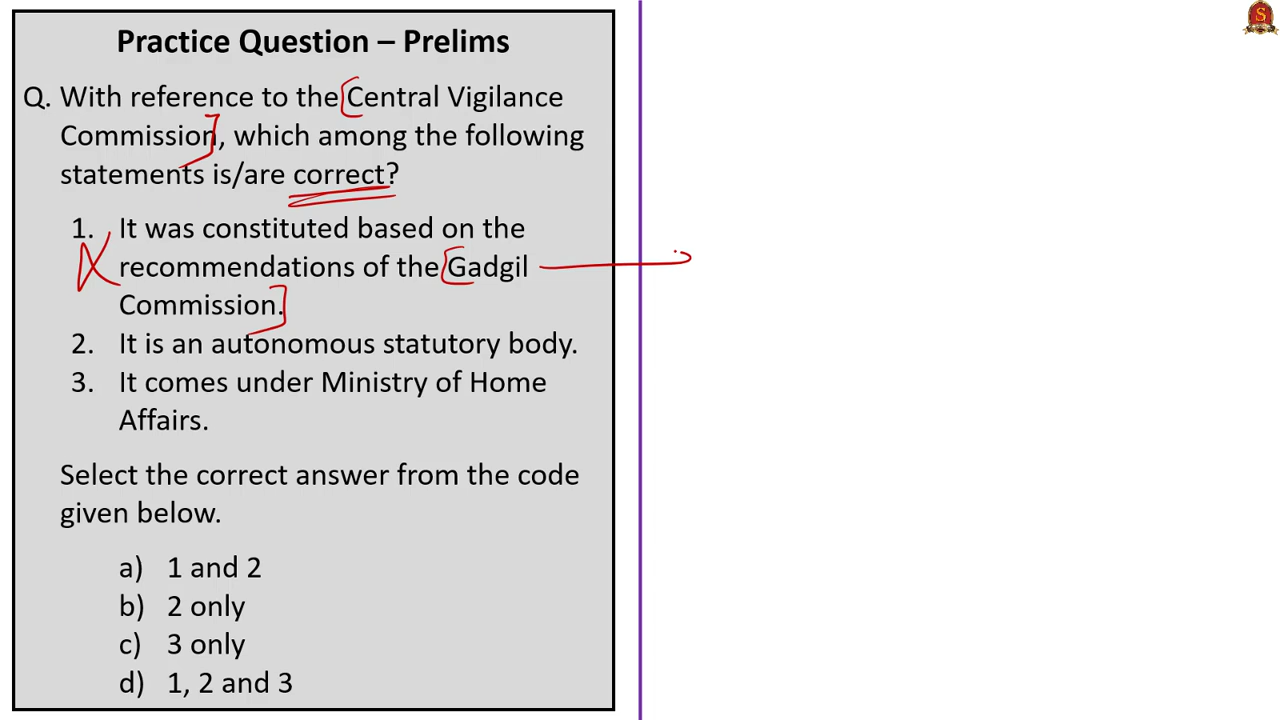 Practice Question – Prelims
Q. With reference to the Central Vigilance
Commission, which among the following
statements is/are correct?
1. It was constituted based on the
recommendations of the Gadgil
Commission.
2. It is an autonomous statutory body.
3. It comes under Ministry of Home
Affairs.
Select the correct answer from the code
given below.
a) 1 and 2
b) 2 only
c) 3 only
d) 1, 2 and 3
S